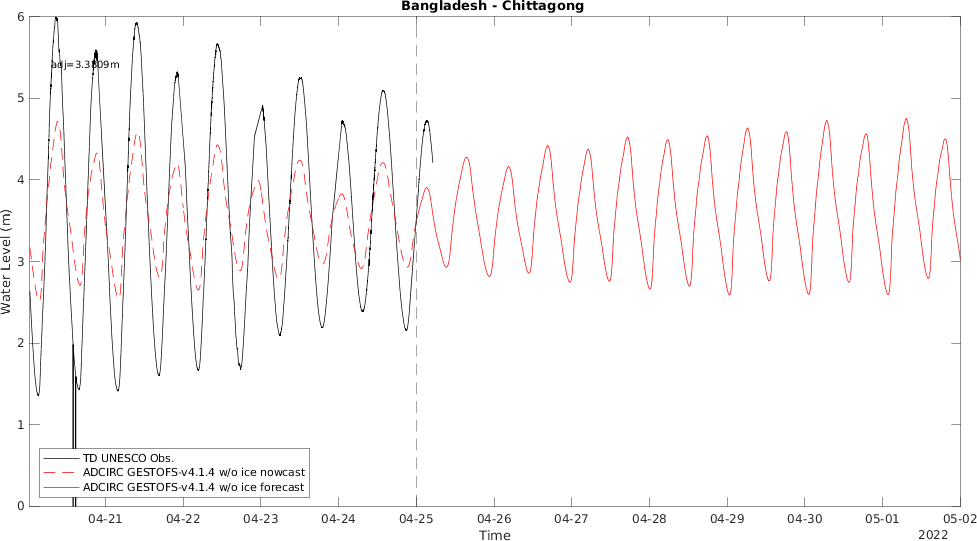 Bangladesh - Chittagong
6
adj=3.3809m
5
4
3
2
1
0
Water Level (m)
TD UNESCO Obs.
ADCIRC GESTOFS-v4.1.4 w/o ice nowcast
ADCIRC GESTOFS-v4.1.4 w/o ice forecast
04-21 04-22 04-23 04-24 04-25 04-26 04-27 04-28 04-29 04-30 05-01 05-02
Time
2022